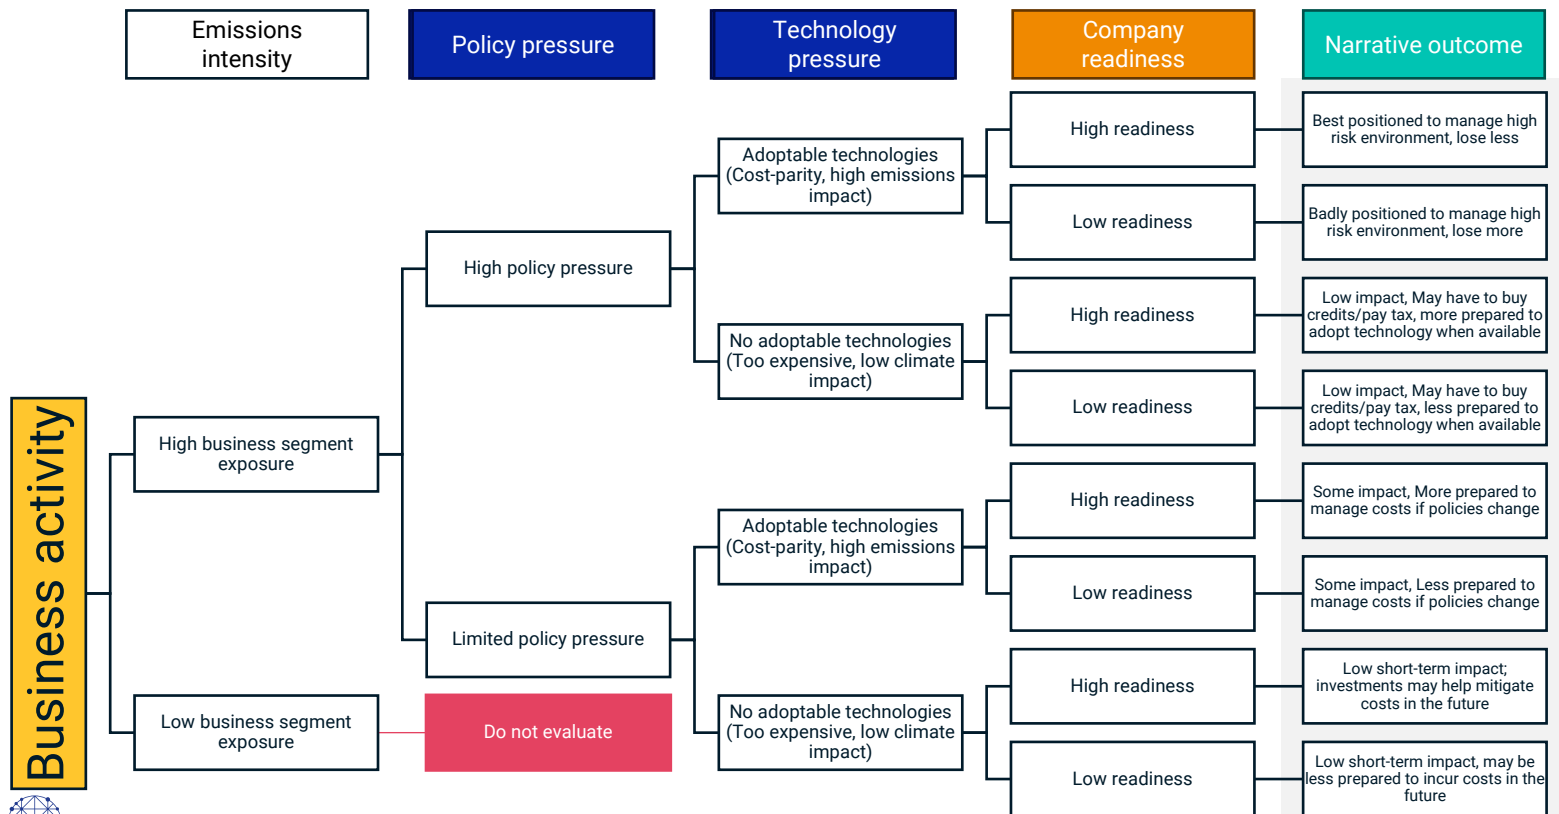 Emissions
intensity
Policy pressure
Technology
pressure
Company
readiness
Narrative outcome
Business activity
High business segment
exposure
Low business segment
exposure
High policy pressure
Limited policy pressure
Do not evaluate
Adoptable technologies
(Cost-parity, high emissions
impact)
No adoptable technologies
(Too expensive, low climate
impact)
Adoptable technologies
(Cost-parity, high emissions
impact)
No adoptable technologies
(Too expensive, low climate
impact)
High readiness
Best positioned to manage high
risk environment, lose less
Low readiness
Badly positioned to manage high
risk environment, lose more
High readiness
Low impact, May have to buy
credits/pay tax, more prepared to
adopt technology when available
Low readiness
Low impact, May have to buy
credits/pay tax, less prepared to
adopt technology when available
High readiness
Some impact, More prepared to
manage costs if policies change
Low readiness
Some impact, Less prepared to
manage costs if policies change
High readiness
Low short-term impact;
investments may help mitigate
costs in the future
Low readiness
Low short-term impact, may be
less prepared to incur costs in the
future